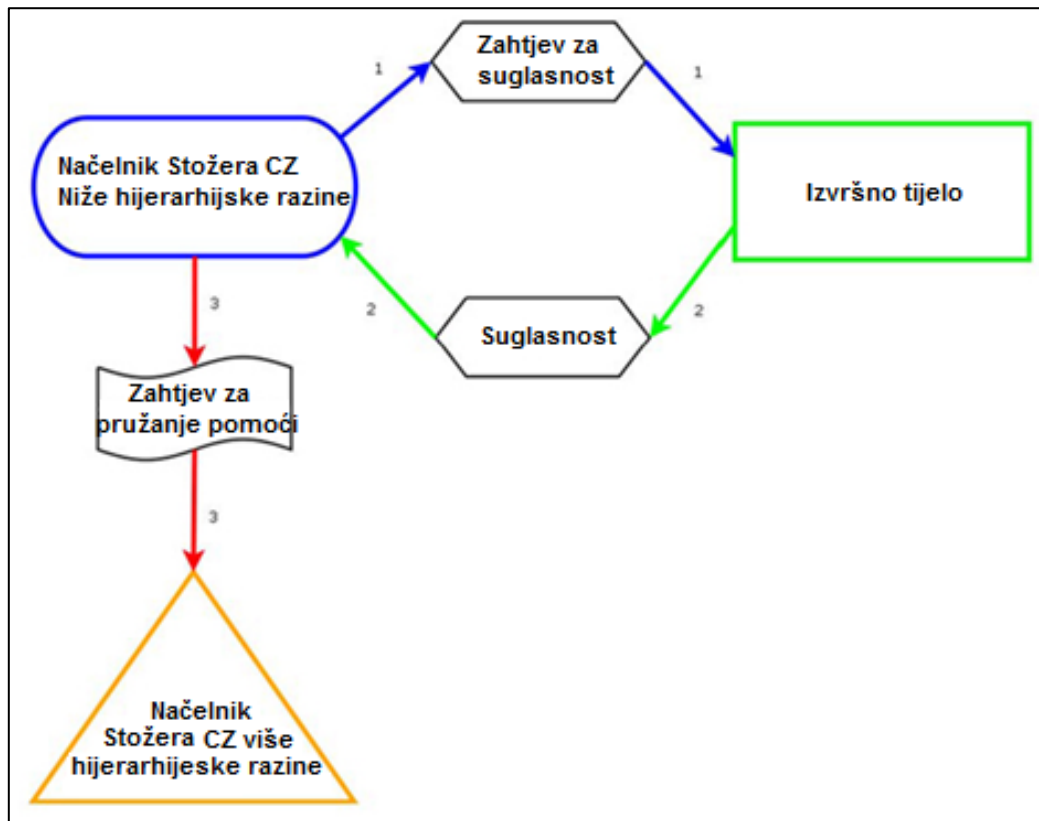 Zahtjev za
suglasnost
1
1
Načelnik Stožera CZ
Niže hijerarhijske razine
Izvršno tijelo
2
2
Suglasnost
3
Zahtjev za
pružanje pomoći
3
Načelnik
Stožera CZ više
hijerarhijeske razine